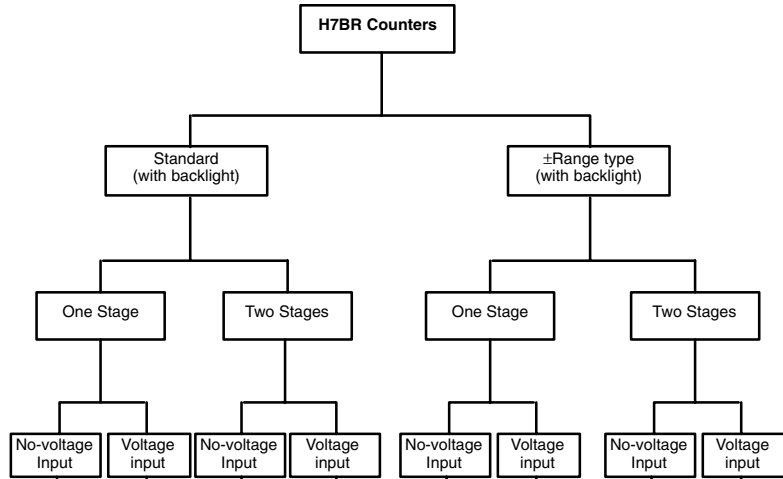 H7BR Counters
Standard
(with backlight)
±Range type
(with backlight)
One Stage
Two Stages
One Stage
Two Stages
No-voltage
Input
Voltage
input
No-voltage
Input
Voltage
input
No-voltage
Input
Voltage
input
No-voltage
Input
Voltage
input